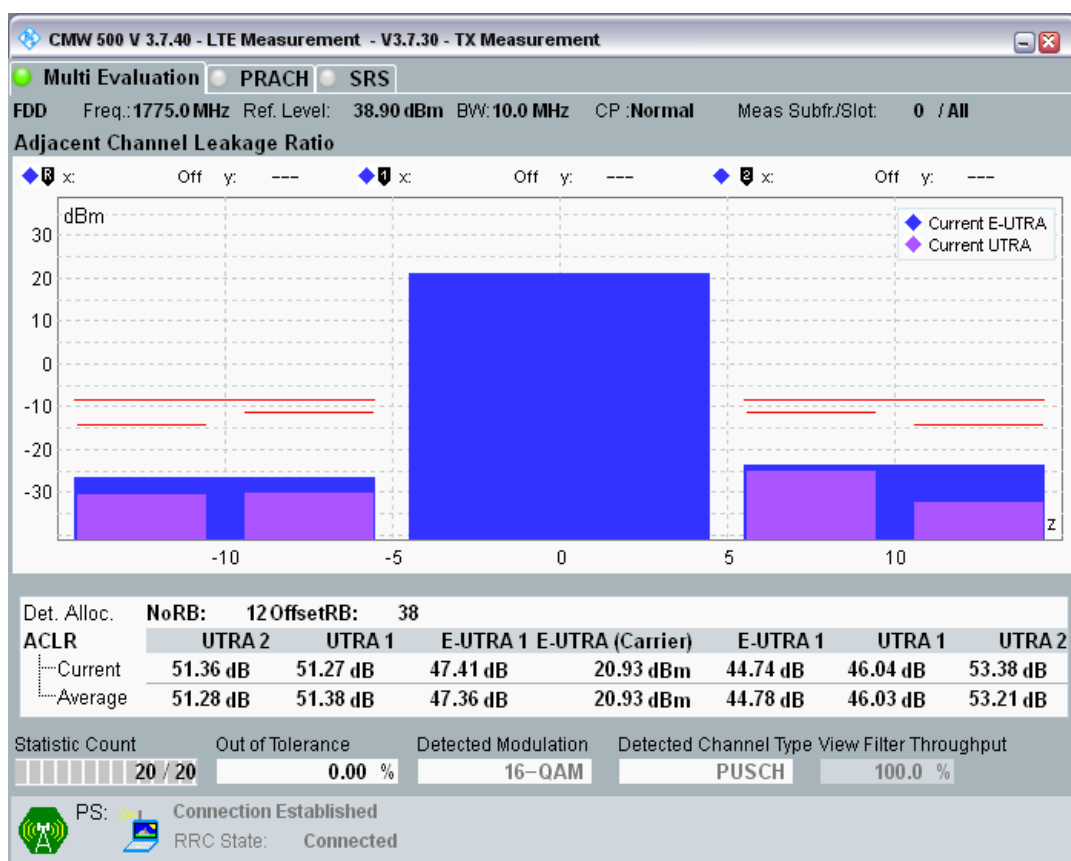 CMW 500 V 3.7.40 - LTE Measurement - V3.7.30 - TX Measurement
Multi Evaluation PRACH SRS
FDD Freq.: 1775.0 MHz Ref. Level: 38.90 dBm BW: 10.0 MHz CP :Normal Meas Subfr./Slot: 0 / All
Adjacent Channel Leakage Ratio
R x: Off y: --- 1 x: Off y: --- 2 x: Off y: ---
dBm
Current E-UTRA
Current UTRA
30
20
10
0
-10
-20
-30
z
-10 -5 0 5 10
Det. Alloc. NoRB: 12 OffsetRB: 38
ACLR UTRA 2 UTRA 1 E-UTRA 1 E-UTRA (Carrier) E-UTRA 1 UTRA 1 UTRA 2
Current 51.36 dB 51.27 dB 47.41 dB 20.93 dBm 44.74 dB 46.04 dB 53.38 dB
Average 51.28 dB 51.38 dB 47.36 dB 20.93 dBm 44.78 dB 46.03 dB 53.21 dB
Statistic Count Out of Tolerance Detected Modulation Detected Channel Type View Filter Throughput
20 / 20 0.00 % 16-QAM PUSCH 100.0 %
PS: Connection Established
RRC State: Connected